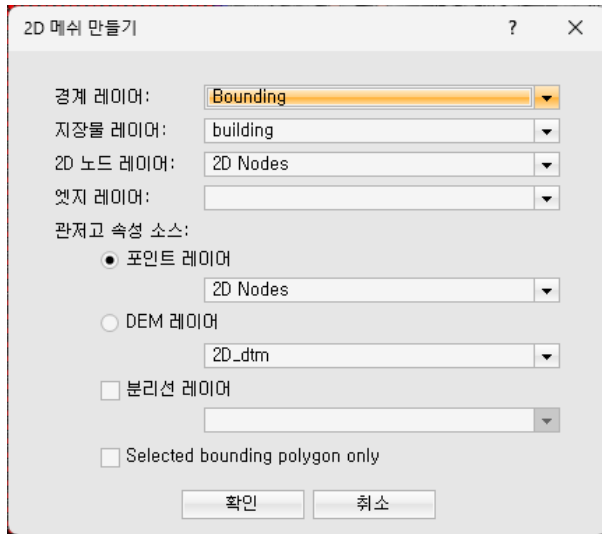 2D 메쉬 만들기 ? ×
경계 레이어: Bounding
지장물 레이어: building
2D 노드 레이어: 2D Nodes
엣지 레이어:
관저고 속성 소스:
포인트 레이어
2D Nodes
DEM 레이어
2D_dtm
분리선 레이어
Selected bounding polygon only
확인 취소